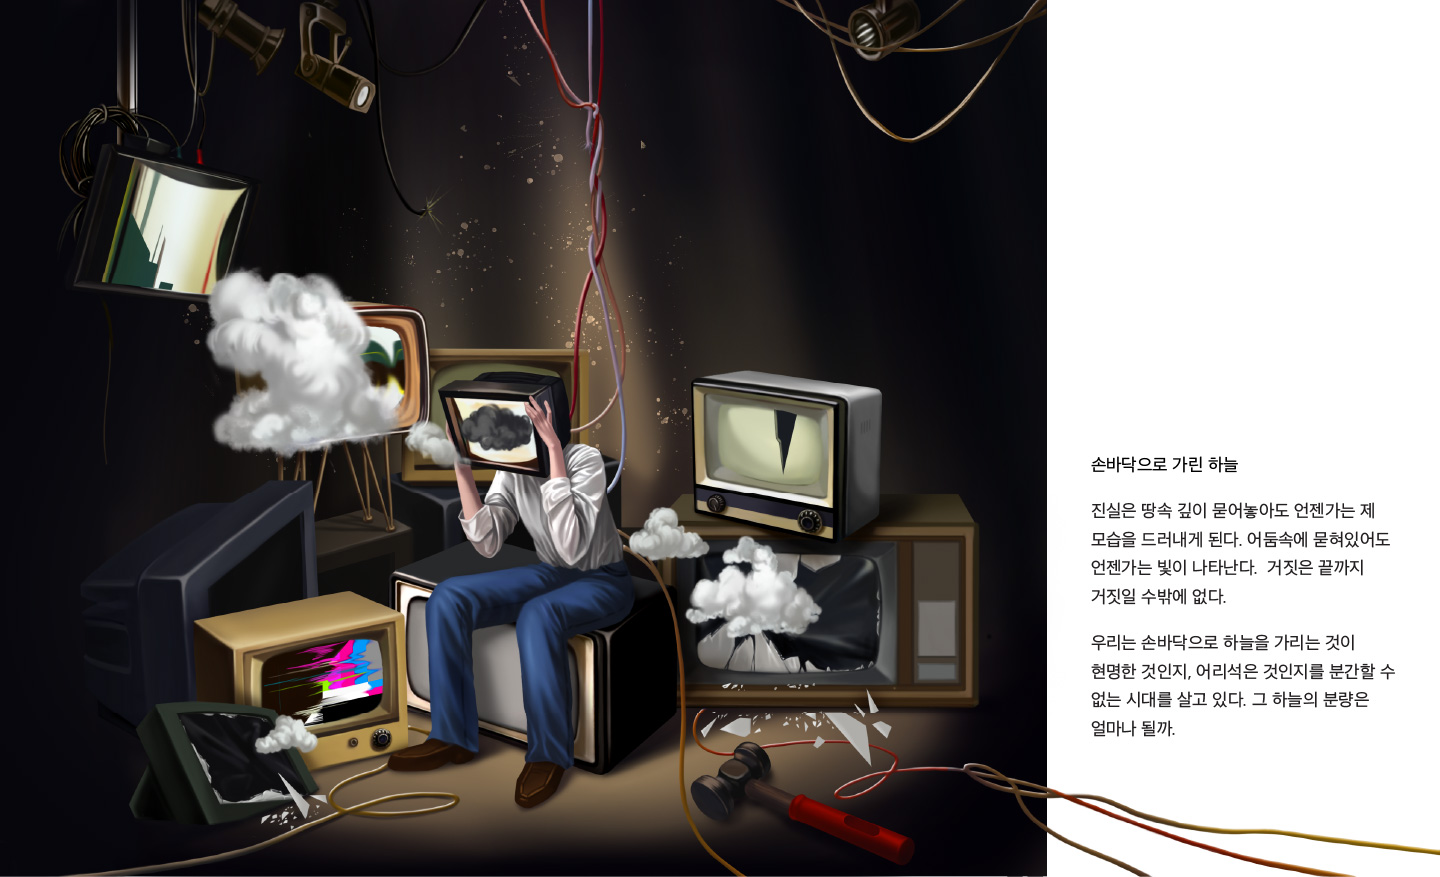 손바닥으로 가린 하늘
진실은 땅속 깊이 묻어놓아도 언젠가는 제
모습을 드러내게 된다. 어둠속에 묻혀있어도
언젠가는 빛이 나타난다.  거짓은 끝까지
거짓일 수밖에 없다.
우리는 손바닥으로 하늘을 가리는 것이
현명한 것인지, 어리석은 것인지를 분간할 수
없는 시대를 살고 있다. 그 하늘의 분량은
얼마나 될까.